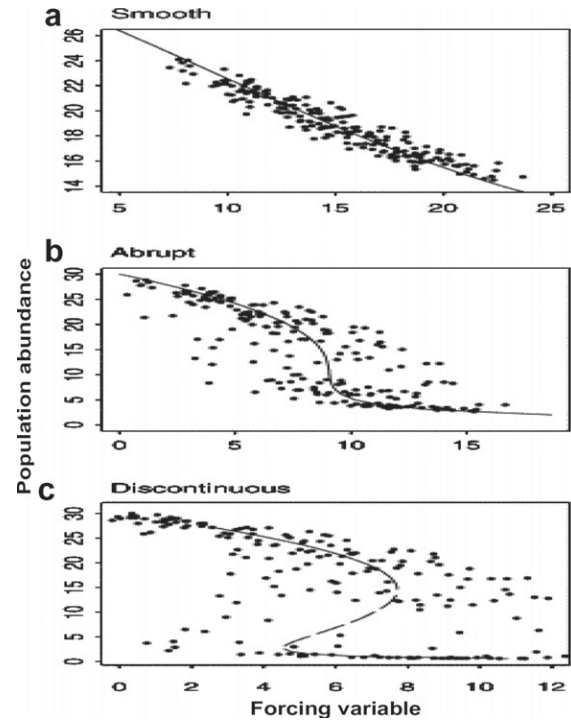 a Smooth
26
24
22
20
18
16
14
5 10 15 20 25
b Abrupt
30
25
20
15
10
5
0
0 5 10 15
Population abundance
c Discontinuous
30
25
20
15
10
5
0
0 2 4 6 8 10 12
Forcing variable